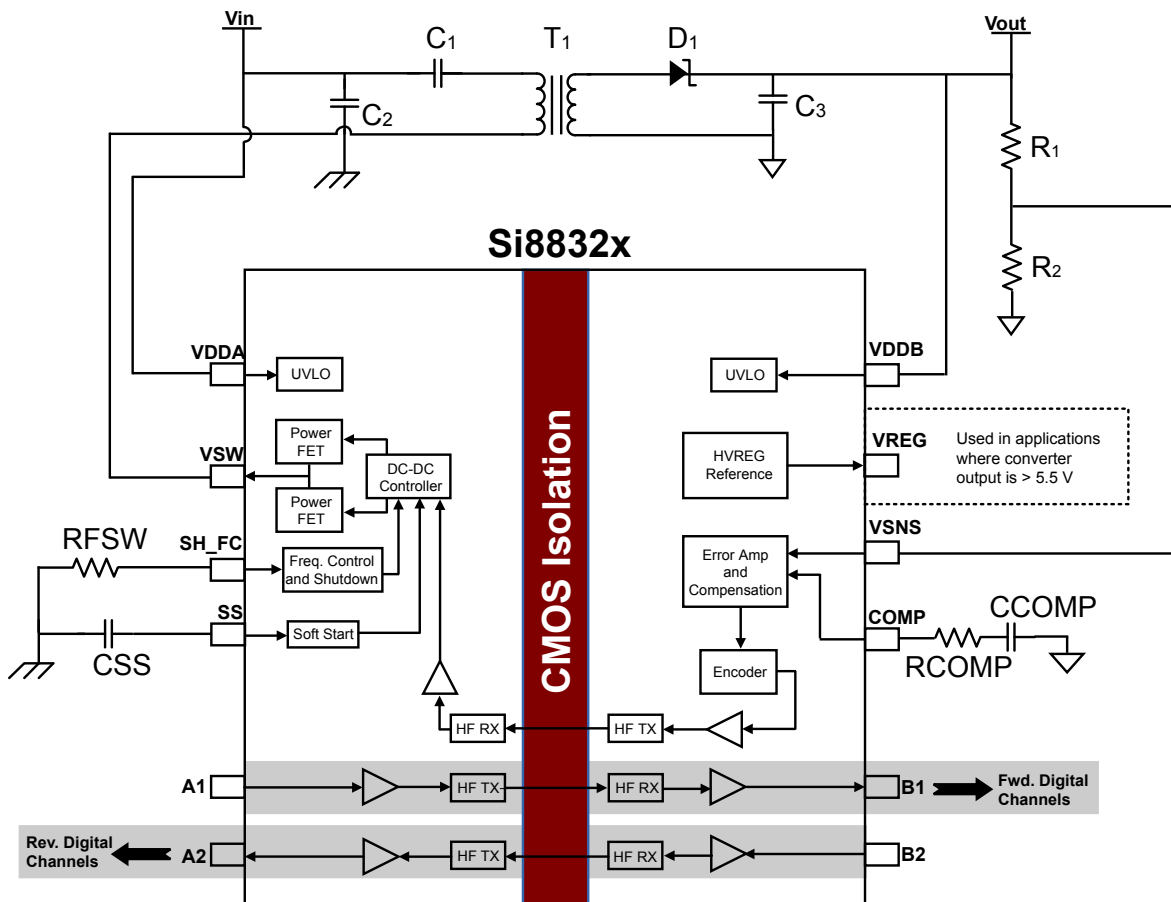 Vin
C1
T1
D1
Vout
C2
C3
R1
R2
Si8832x
CMOS Isolation
VDDA
UVLO
UVLO
VDDB
VSW
Power
FET
Power
FET
DC-DC
Controller
HVREG
Reference
VREG
Used in applications
where converter
output is > 5.5 V
RFSW
SH_FC
Freq. Control
and Shutdown
VSNS
Error Amp
and
Compensation
SS
Soft Start
CSS
COMP
CCOMP
RCOMP
Encoder
HF RX
HF TX
A1
HF TX
HF RX
B1
Fwd. Digital
Channels
Rev. Digital
Channels
A2
HF TX
HF RX
B2